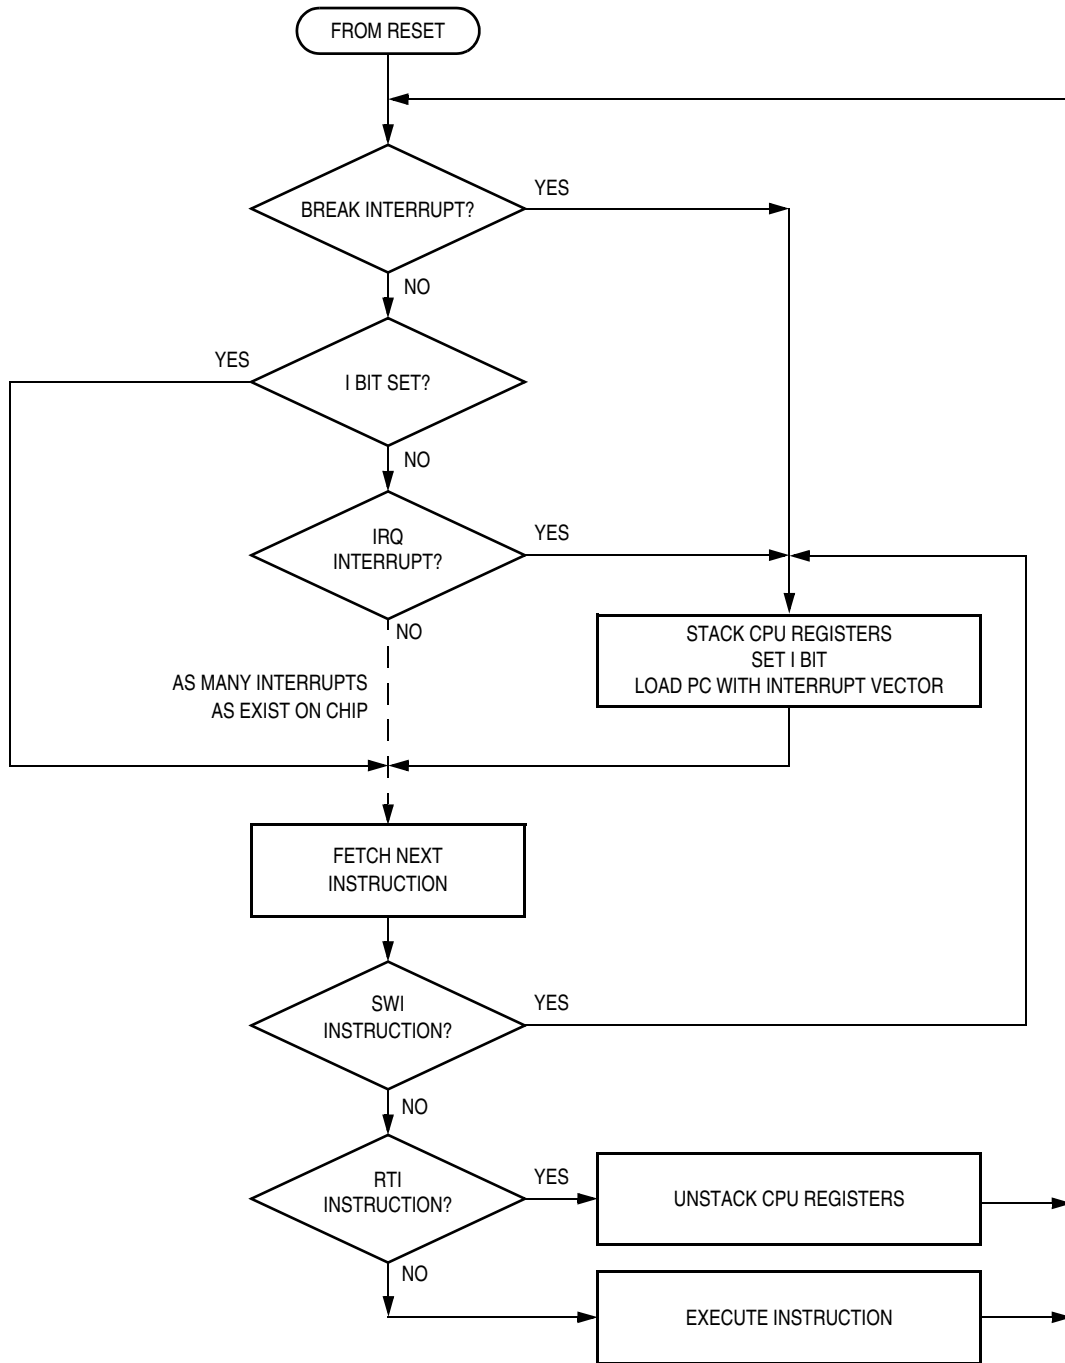 FROM RESET
BREAK INTERRUPT?
YES
NO
YES
I BIT SET?
NO
IRQ
INTERRUPT?
YES
NO
STACK CPU REGISTERS
SET I BIT
LOAD PC WITH INTERRUPT VECTOR
AS MANY INTERRUPTS
AS EXIST ON CHIP
FETCH NEXT
INSTRUCTION
SWI
INSTRUCTION?
YES
NO
RTI
INSTRUCTION?
YES
UNSTACK CPU REGISTERS
NO
EXECUTE INSTRUCTION